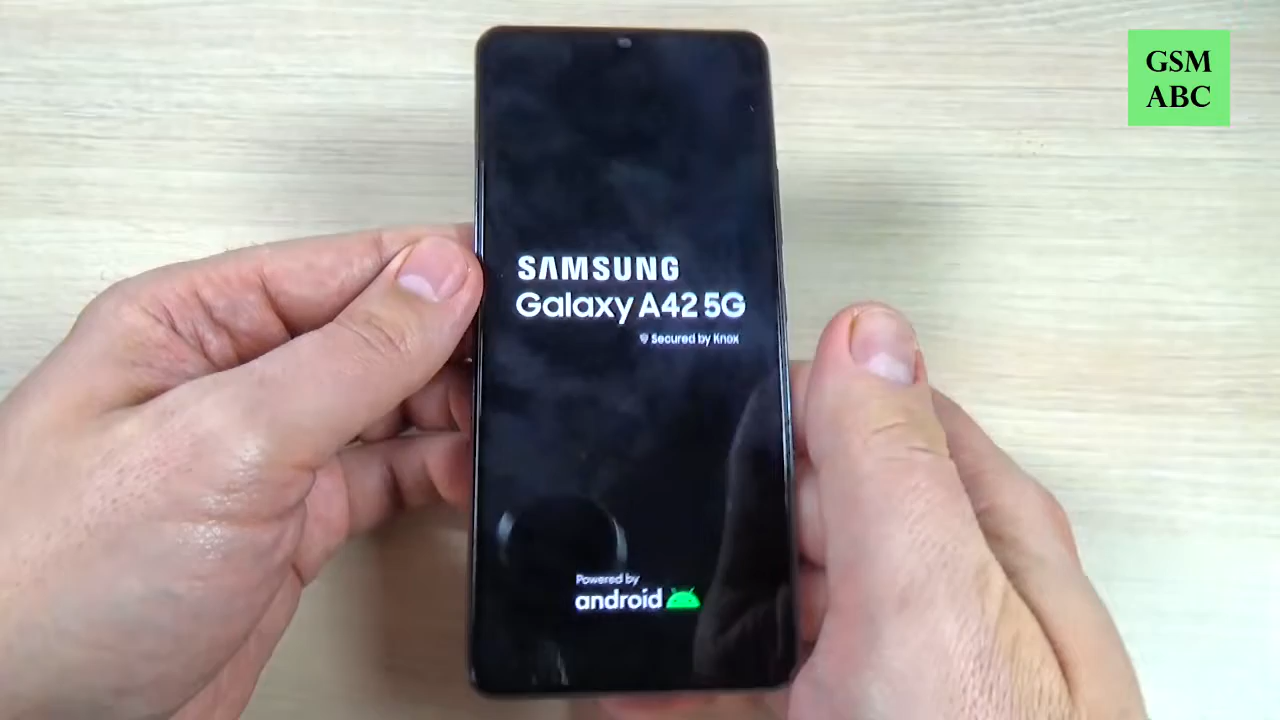 GSM
ABC
SAMSUNG
Galaxy A42 5G
Secured by Knox
Powered by
android